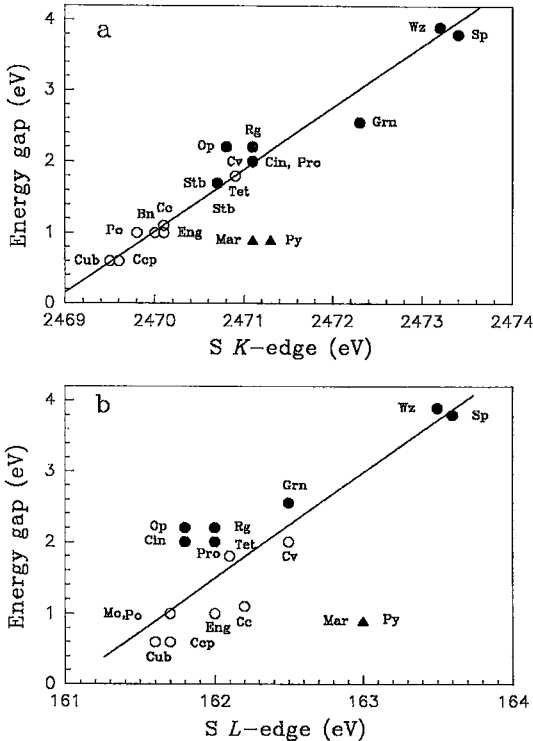 a
Energy gap (eV)
4
3
2
1
0
Wz
Sp
Grn
Op
Rg
Cv
Cin, Pro
Stb
Tet
Stb
Cc
Bn
Po
Eng
Mar
Py
Cub
Ccp
2469
2470
2471
2472
2473
2474
S K-edge (eV)
b
Energy gap (eV)
4
3
2
1
0
Wz
Sp
Grn
Op
Rg
Cin
Pro
Tet
Cv
Mc,Po
Eng
Cc
Mar
Py
Cub
Ccp
161
162
163
164
S L-edge (eV)